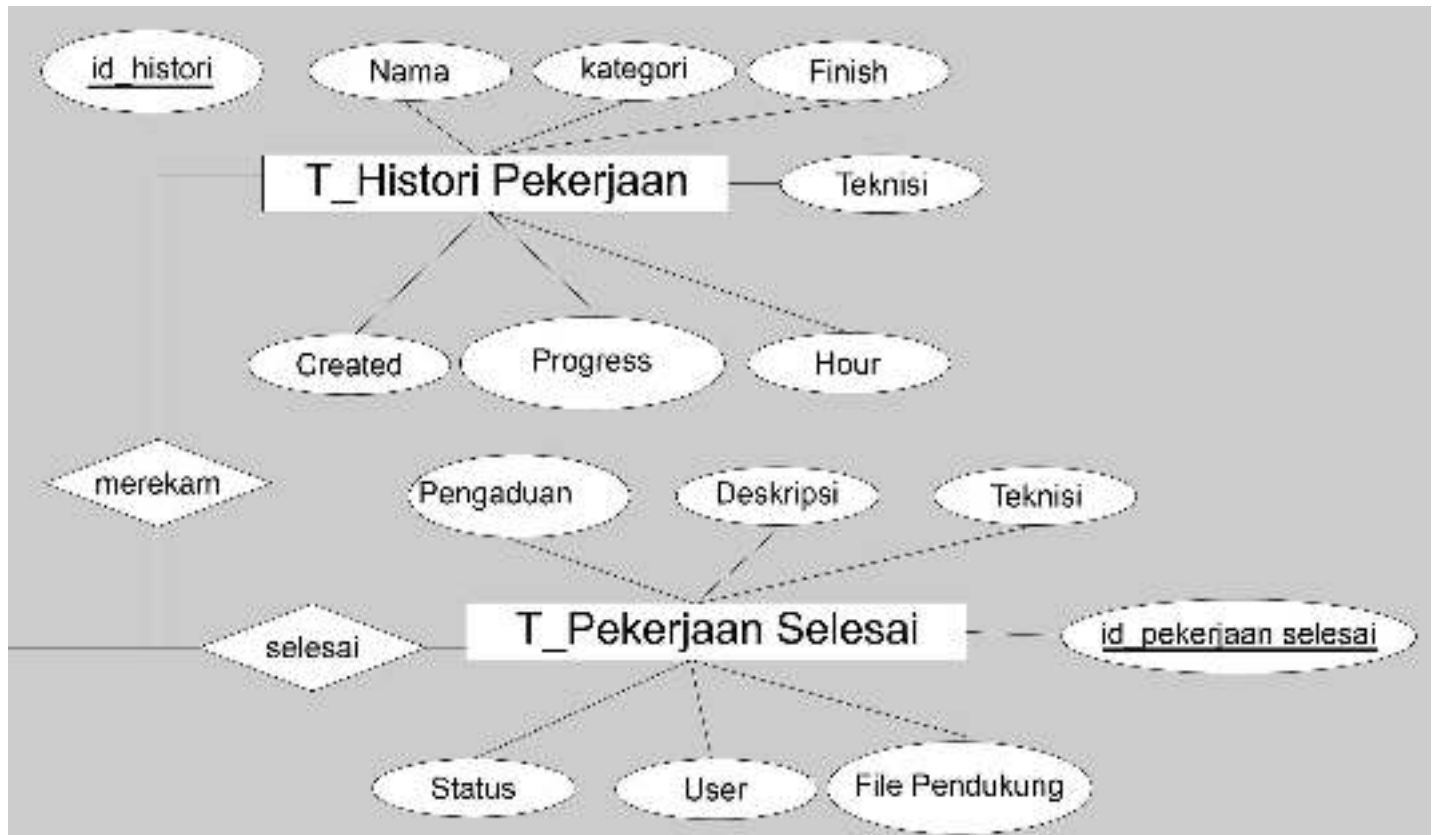 id_histori
Nama
kategori
Finish
T_Histori Pekerjaan
Teknisi
Created
Progress
Hour
merekam
Pengaduan
Deskripsi
Teknisi
selesai
T_Pekerjaan Selesai
id_pekerjaan selesai
Status
User
File Pendukung